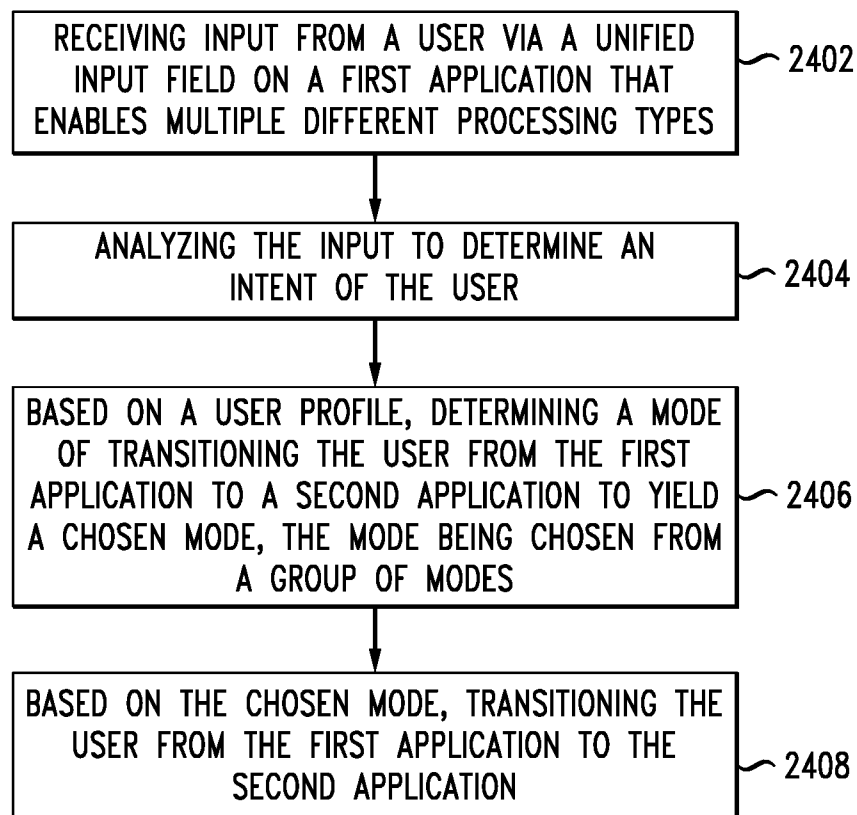 RECEIVING INPUT FROM A USER VIA A UNIFIED
INPUT FIELD ON A FIRST APPLICATION THAT
ENABLES MULTIPLE DIFFERENT PROCESSING TYPES
2402
ANALYZING THE INPUT TO DETERMINE AN
INTENT OF THE USER
2404
BASED ON A USER PROFILE, DETERMINING A MODE
OF TRANSITIONING THE USER FROM THE FIRST
APPLICATION TO A SECOND APPLICATION TO YIELD
A CHOSEN MODE, THE MODE BEING CHOSEN FROM
A GROUP OF MODES
2406
BASED ON THE CHOSEN MODE, TRANSITIONING THE
USER FROM THE FIRST APPLICATION TO THE
SECOND APPLICATION
2408